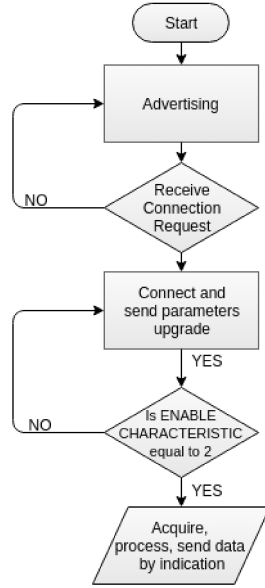 Start
Advertising
NO
Receive
Connection
Request
Connect and
send parameters
upgrade
YES
NO
Is ENABLE
CHARACTERISTIC
equal to 2
YES
Acquire,
process, send data
by indication